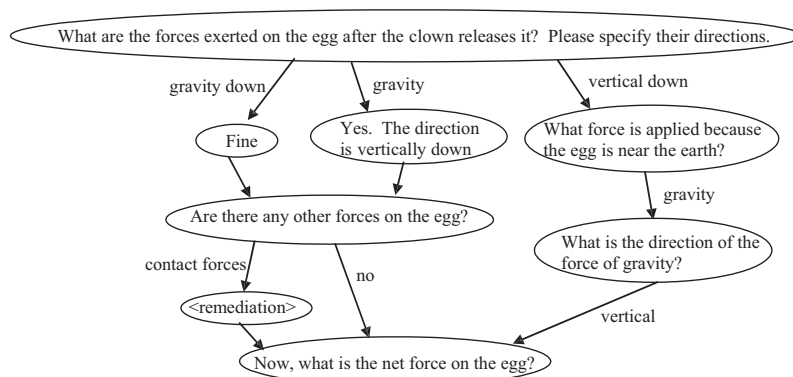 What are the forces exerted on the egg after the clown releases it? Please specify their directions.
gravity down
gravity
vertical down
Fine
Yes. The direction
is vertically down
What force is applied because
the egg is near the earth?
gravity
Are there any other forces on the egg?
What is the direction of the
force of gravity?
contact forces
no
<remediation>
vertical
Now, what is the net force on the egg?